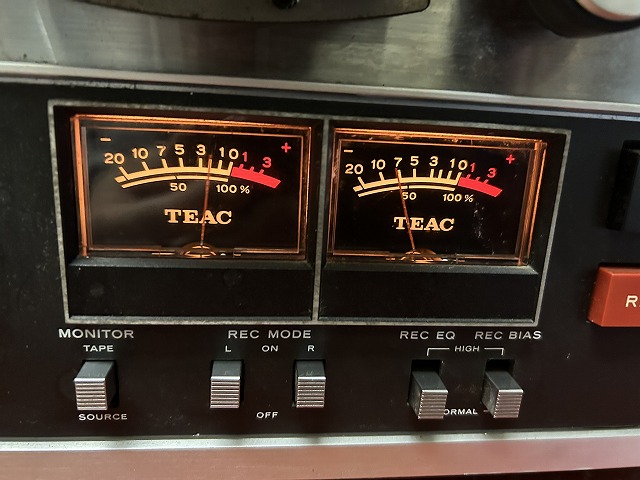 − 20 10 7 5 3 1 0 1 3 +
50 100 %
TEAC
− 20 10 7 5 3 1 0 1 3 +
50 100 %
TEAC
R
MONITOR
TAPE
SOURCE
REC MODE
L ON R
OFF
REC EQ REC BIAS
HIGH
ORMAL